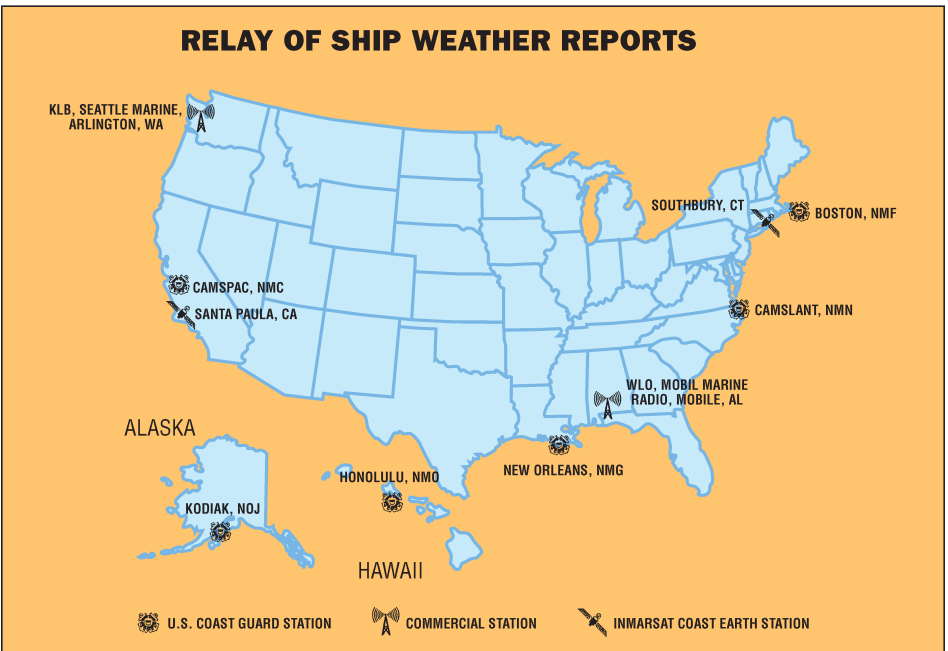 RELAY OF SHIP WEATHER REPORTS
KLB, SEATTLE MARINE,
ARLINGTON, WA
SOUTHBURY, CT
BOSTON, NMF
CAMSPAC, NMC
SANTA PAULA, CA
CAMSLANT, NMN
WLO, MOBIL MARINE
RADIO, MOBILE, AL
ALASKA
NEW ORLEANS, NMG
HONOLULU, NMO
KODIAK, NOJ
HAWAII
U.S. COAST GUARD STATION
COMMERCIAL STATION
INMARSAT COAST EARTH STATION